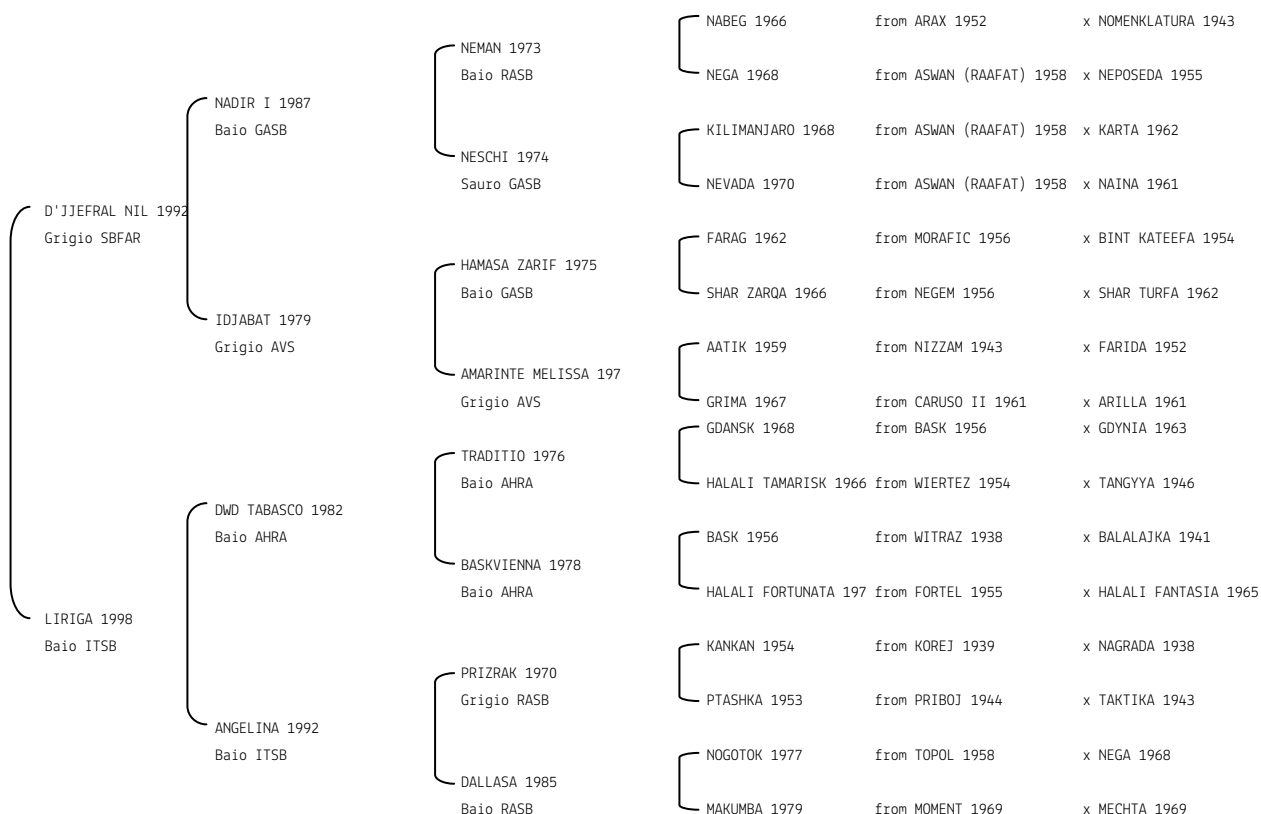 NABEG 1966 from ARAX 1952 x NOMENKLATURA 1943
NEMAN 1973
Baio RASB NEGA 1968 from ASWAN (RAAFAT) 1958 x NEPOSEDA 1955
NADIR I 1987
Baio GASB KILIMANJARO 1968 from ASWAN (RAAFAT) 1958 x KARTA 1962
NESCHI 1974
Sauro GASB NEVADA 1970 from ASWAN (RAAFAT) 1958 x NAINA 1961
D'JJEFRAL NIL 1992
Grigio SBFAR FARAG 1962 from MORAFIC 1956 x BINT KATEEFA 1954
HAMASA ZARIF 1975
Baio GASB SHAR ZARQA 1966 from NEGEM 1956 x SHAR TURFA 1962
IDJABAT 1979
Grigio AVS AATIK 1959 from NIZZAM 1943 x FARIDA 1952
AMARINTE MELISSA 197
Grigio AVS GRIMA 1967 from CARUSO II 1961 x ARILLA 1961
GDANSK 1968 from BASK 1956 x GDYNIA 1963
TRADITIO 1976
Baio AHRA HALALI TAMARISK 1966 from WIERTEZ 1954 x TANGYYA 1946
DWD TABASCO 1982
Baio AHRA BASK 1956 from WITRAZ 1938 x BALALAJKA 1941
BASKVIENNA 1978
Baio AHRA HALALI FORTUNATA 197 from FORTEL 1955 x HALALI FANTASIA 1965
LIRIGA 1998
Baio ITSB KANKAN 1954 from KOREJ 1939 x NAGRADA 1938
PRIZRAK 1970
Grigio RASB PTASHKA 1953 from PRIBOJ 1944 x TAKTIKA 1943
ANGELINA 1992
Baio ITSB NOGOTOK 1977 from TOPOL 1958 x NEGA 1968
DALLASA 1985
Baio RASB MAKUMBA 1979 from MOMENT 1969 x MECHTA 1969